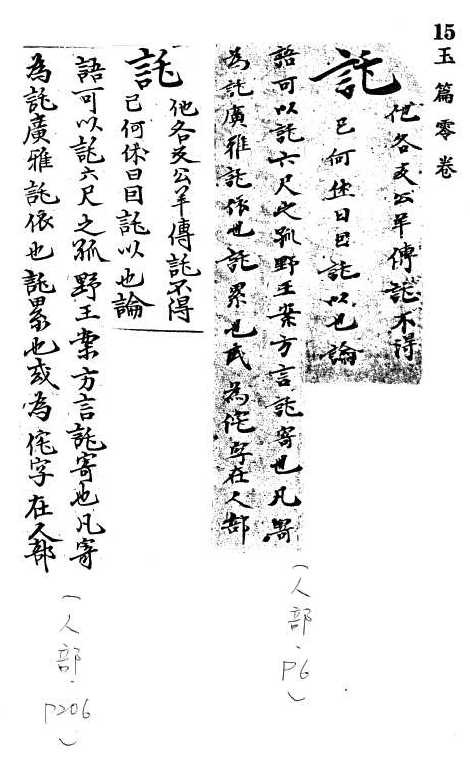 15玉篇零卷
託
他各反公羊傳託不得
已何休曰因託以也論
語可以託六尺之孤野王案方言託寄也凡寄
為託廣雅託依也託累也或為侂字在人部
(人部.P6)
託
他各反公羊傳託不得
已何休曰因託以也論
語可以託六尺之孤野王案方言託寄也凡寄
為託廣雅託依也託累也或為侂字在人部
(人部.P206)